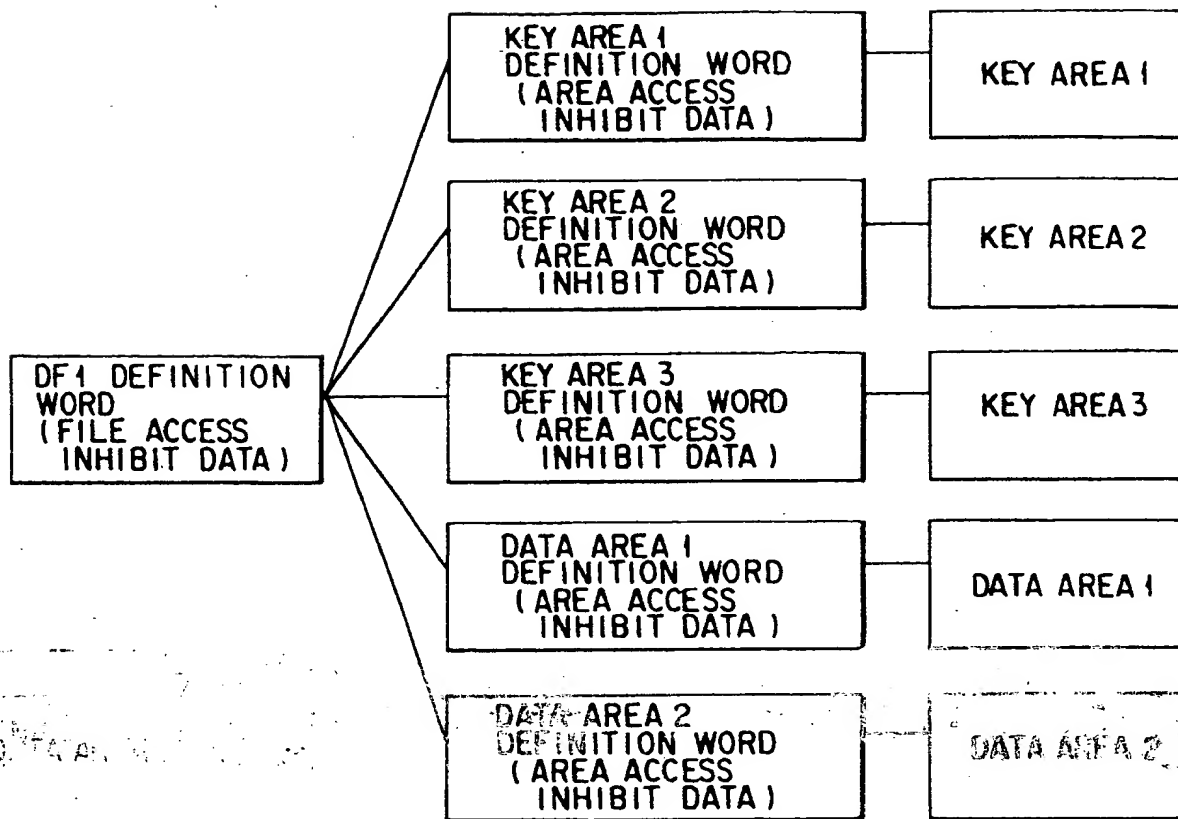 KEY AREA 1
DEFINITION WORD
(AREA ACCESS
INHIBIT DATA)
KEY AREA 1
KEY AREA 2
DEFINITION WORD
(AREA ACCESS
INHIBIT DATA)
KEY AREA 2
DF1 DEFINITION
WORD
(FILE ACCESS
INHIBIT DATA)
KEY AREA 3
DEFINITION WORD
(AREA ACCESS
INHIBIT DATA)
KEY AREA 3
DATA AREA 1
DEFINITION WORD
(AREA ACCESS
INHIBIT DATA)
DATA AREA 1
DATA AREA 2
DEFINITION WORD
(AREA ACCESS
INHIBIT DATA)
DATA AREA 2